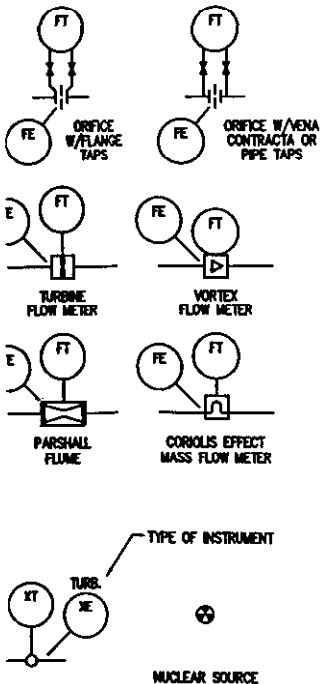 FT
FT
FE
ORIFICE
W/FLANGE
TAPS
FE
ORIFICE W/VENA
CONTRACTA OR
PIPE TAPS
E
FT
FE
FT
TURBINE
FLOW METER
VORTEX
FLOW METER
E
FT
FE
FT
PARSHALL
FLUME
CORIOLIS EFFECT
MASS FLOW METER
TYPE OF INSTRUMENT
TURB.
XT
XE
NUCLEAR SOURCE